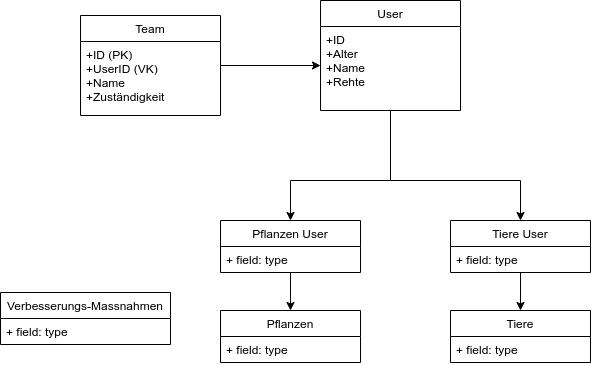 Team
+ID (PK)
+UserID (VK)
+Name
+Zuständigkeit
User
+ID
+Alter
+Name
+Rehte
Pflanzen User
+ field: type
Tiere User
+ field: type
Verbesserungs-Massnahmen
+ field: type
Pflanzen
+ field: type
Tiere
+ field: type